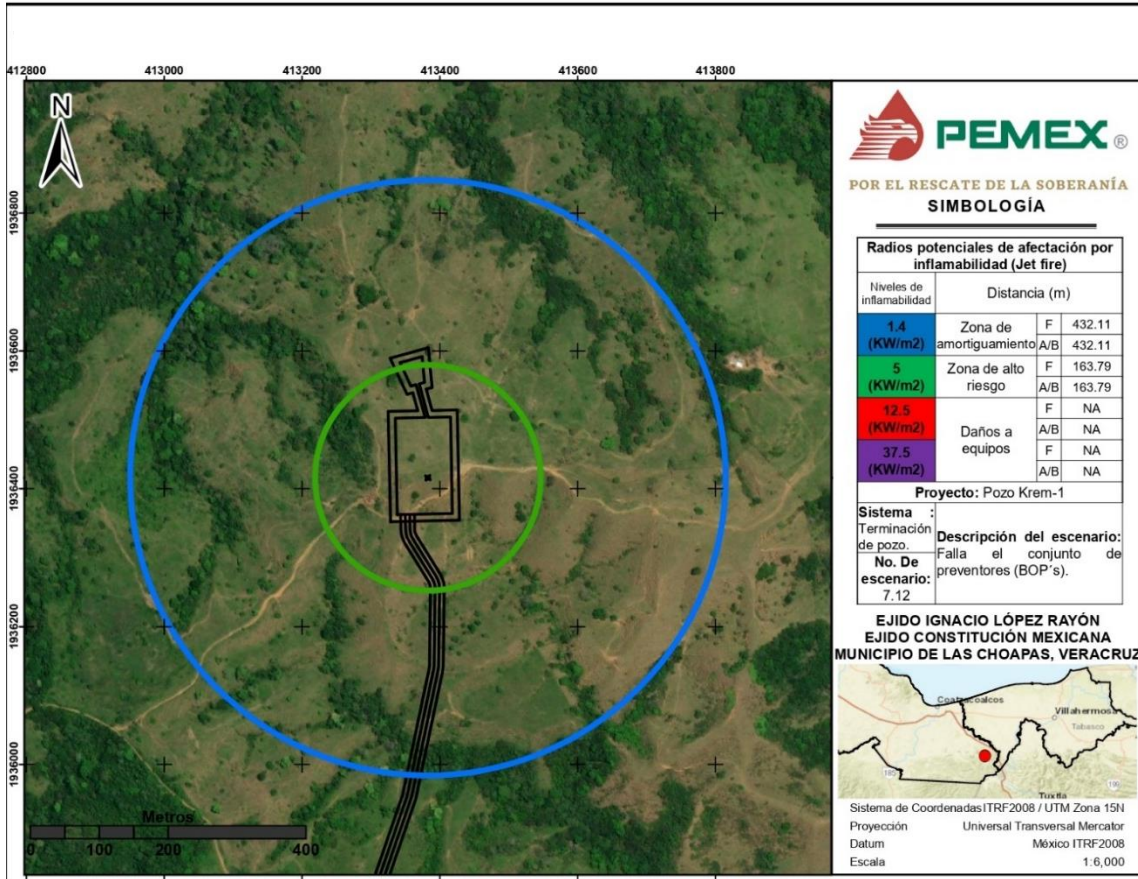 412800 413000 413200 413400 413600 413800
N
1936800
1936600
1936400
1936200
1936000
Metros
0 100 200 400
PEMEX ®
POR EL RESCATE DE LA SOBERANÍA
SIMBOLOGÍA
Radios potenciales de afectación por
inflamabilidad (Jet fire)
Niveles de
inflamabilidad
Distancia (m)
1.4
(KW/m2)
Zona de
amortiguamiento
F 432.11
A/B 432.11
5
(KW/m2)
Zona de alto
riesgo
F 163.79
A/B 163.79
12.5
(KW/m2)
37.5
(KW/m2)
Daños a
equipos
F NA
A/B NA
F NA
A/B NA
Proyecto: Pozo Krem-1
Sistema :
Terminación
de pozo.
No. De
escenario:
7.12
Descripción del escenario:
Falla el conjunto de
preventores (BOP´s).
EJIDO IGNACIO LÓPEZ RAYÓN
EJIDO CONSTITUCIÓN MEXICANA
MUNICIPIO DE LAS CHOAPAS, VERACRUZ
Coatzacoalcos
Villahermosa
Tabasco
Tuxtla
Sistema de Coordenadas ITRF2008 / UTM Zona 15N
Proyección Universal Transversal Mercator
Datum México ITRF2008
Escala 1:6,000